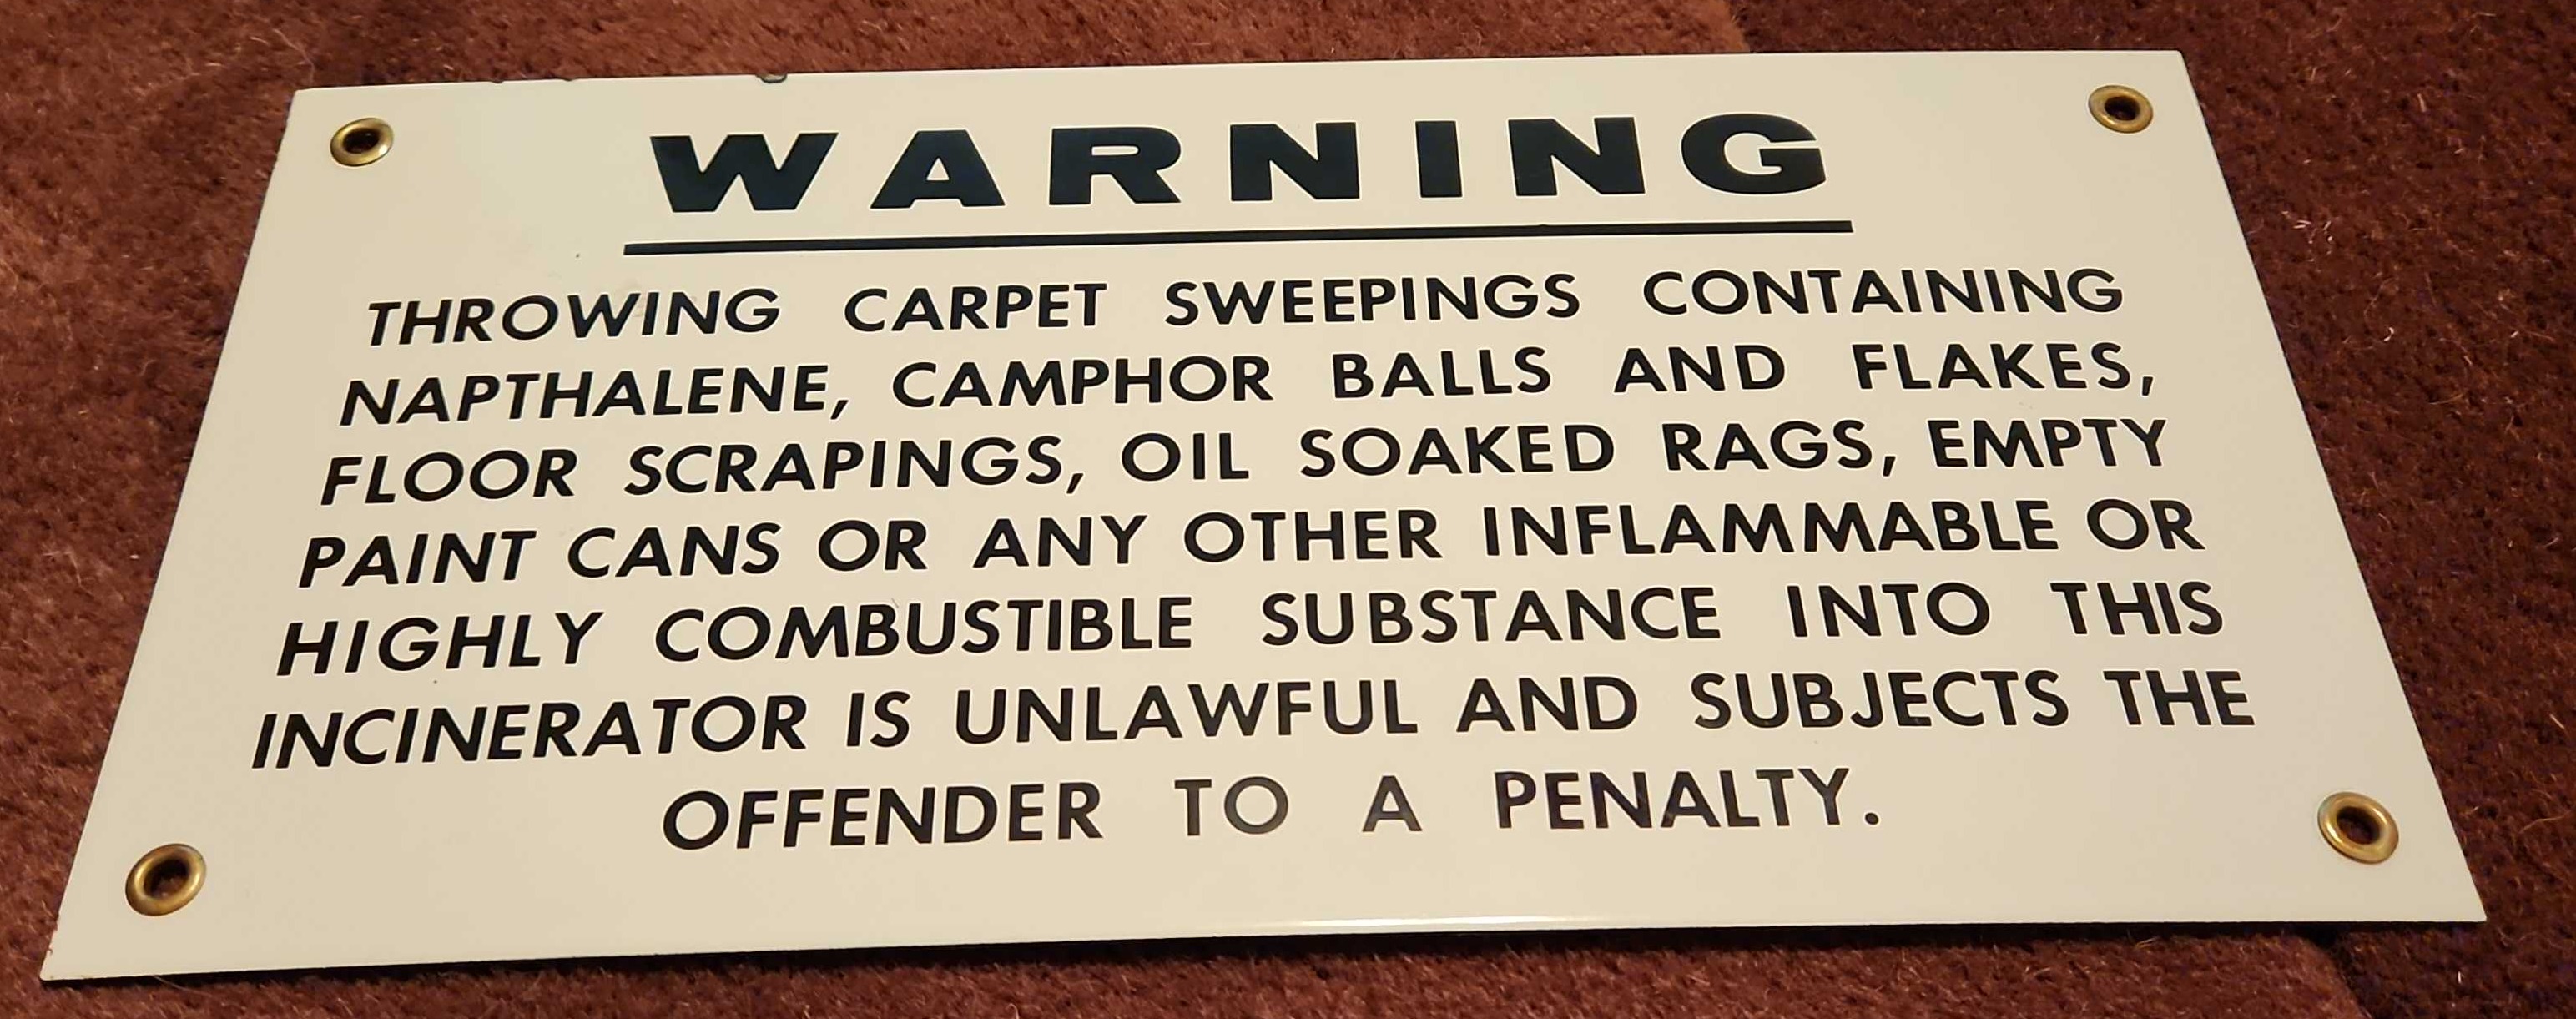 WARNING
THROWING CARPET SWEEPINGS CONTAINING
NAPTHALENE, CAMPHOR BALLS AND FLAKES,
FLOOR SCRAPINGS, OIL SOAKED RAGS, EMPTY
PAINT CANS OR ANY OTHER INFLAMMABLE OR
HIGHLY COMBUSTIBLE SUBSTANCE INTO THIS
INCINERATOR IS UNLAWFUL AND SUBJECTS THE
OFFENDER TO A PENALTY.